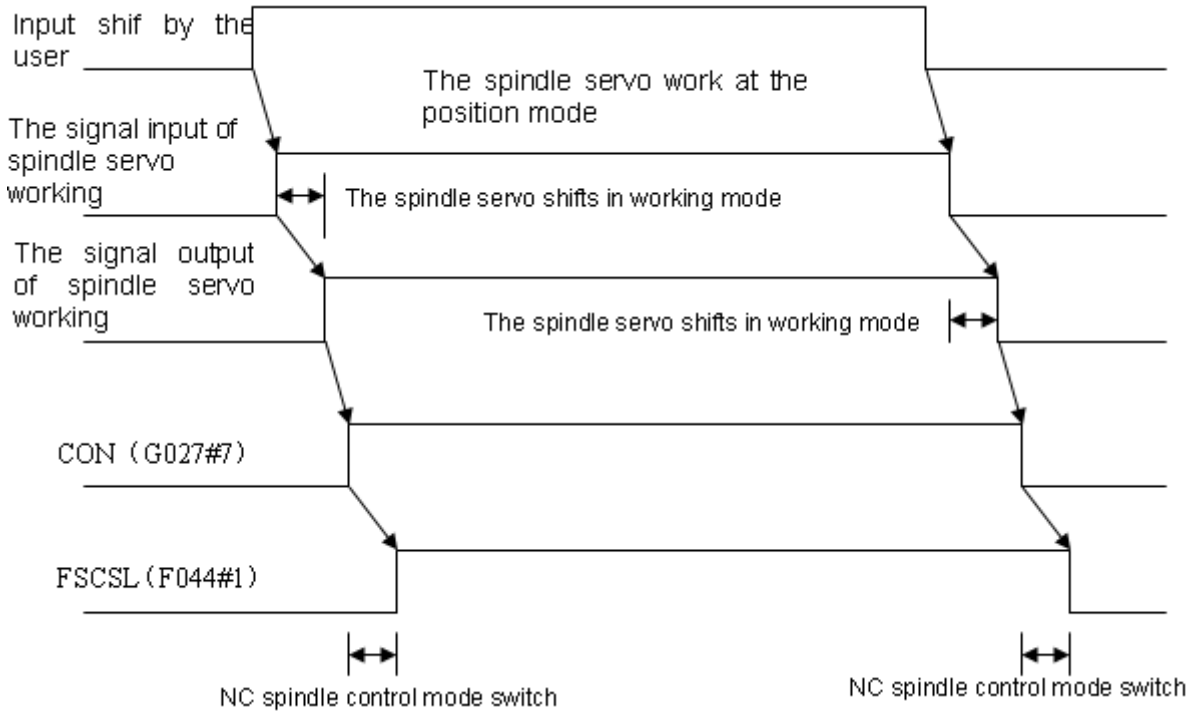 Input shif by the
user
The spindle servo work at the
position mode
The signal input of
spindle servo
working
The spindle servo shifts in working mode
The signal output
of spindle servo
working
The spindle servo shifts in working mode
CON（G027#7）
FSCSL（F044#1）
NC spindle control mode switch
NC spindle control mode switch